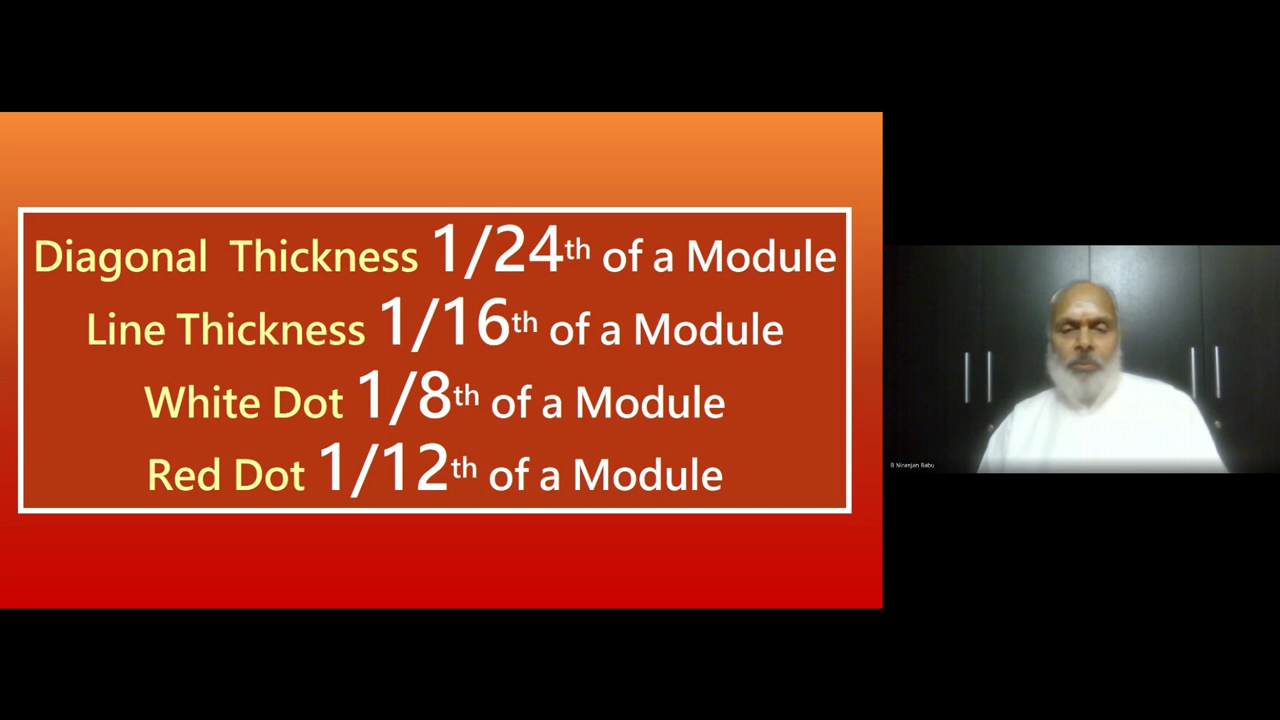 Diagonal Thickness 1/24th of a Module
Line Thickness 1/16th of a Module
White Dot 1/8th of a Module
Red Dot 1/12th of a Module
B Niranjan Babu